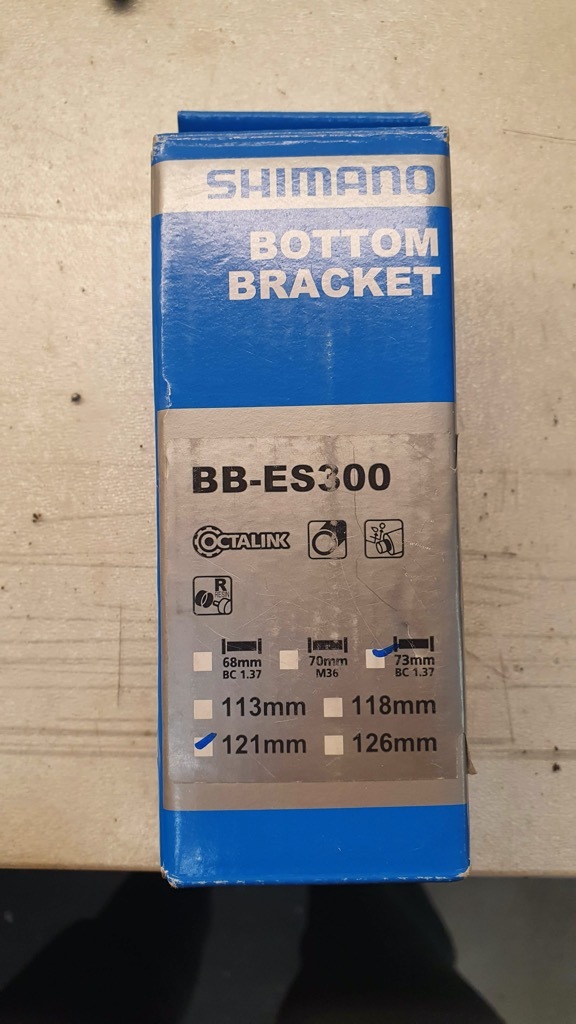 SHIMANO
BOTTOM
BRACKET
BB-ES300
OCTALINK
R
RESIN
68mm 70mm 73mm
BC 1.37 M36 BC 1.37
113mm 118mm
121mm 126mm